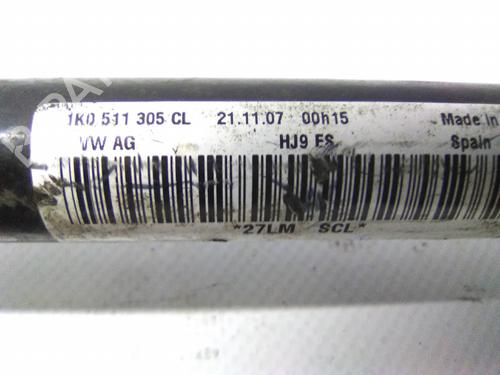 1K0 511 305 CL 21.11.07 00h15 Made in
VW AG HJ9 ES Spain
*27LM SCL*